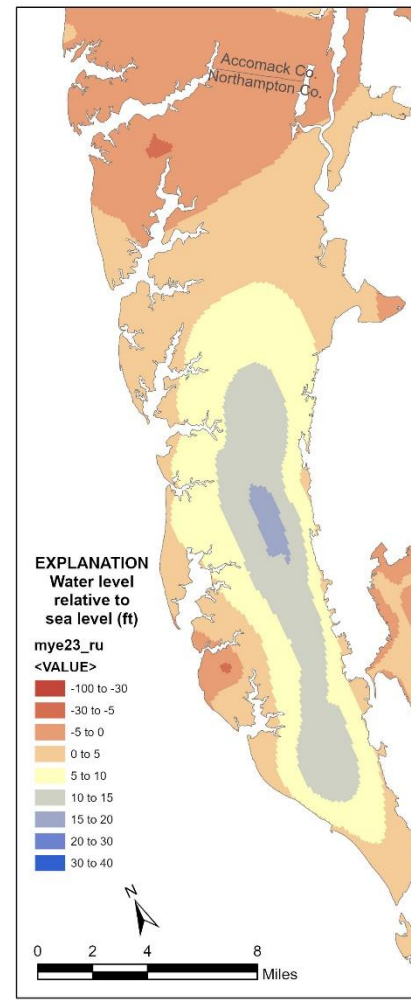 Accomack Co.
Northampton Co.
EXPLANATION
Water level
relative to
sea level (ft)
mye23_ru
<VALUE>
-100 to -30
-30 to -5
-5 to 0
0 to 5
5 to 10
10 to 15
15 to 20
20 to 30
30 to 40
N
0 2 4 8
Miles